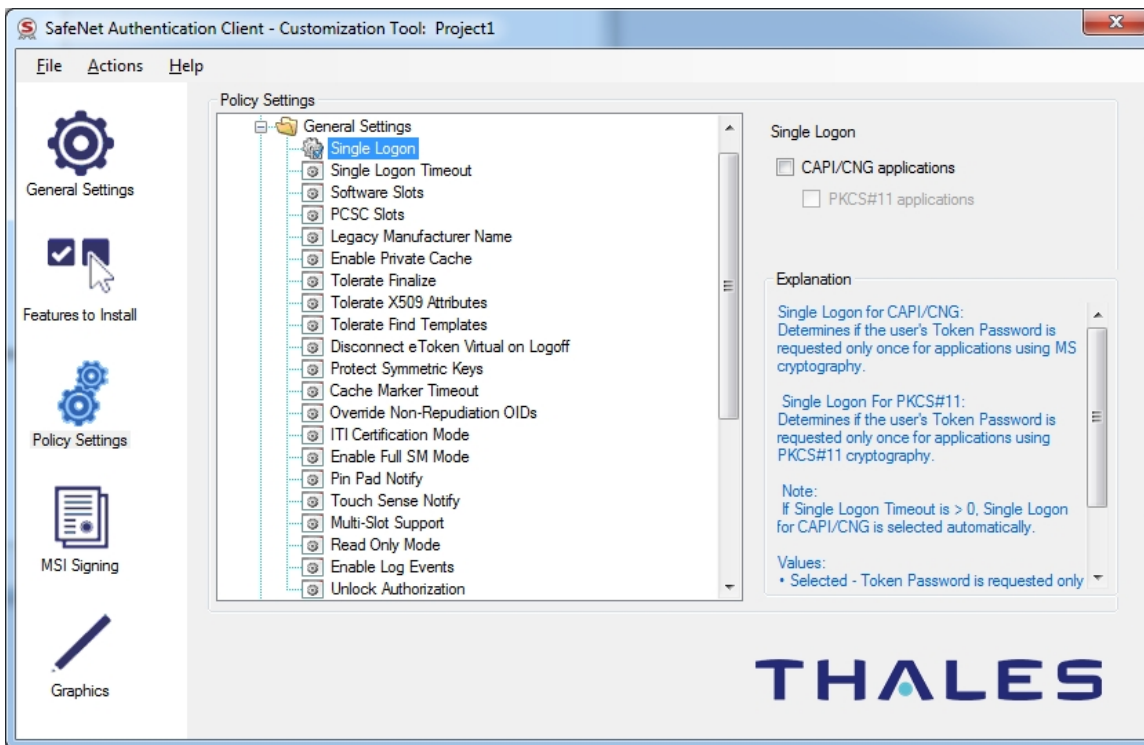 SafeNet Authentication Client - Customization Tool: Project1
File Actions Help
General Settings
Features to Install
Policy Settings
MSI Signing
Graphics
Policy Settings
General Settings
Single Logon
Single Logon Timeout
Software Slots
PCSC Slots
Legacy Manufacturer Name
Enable Private Cache
Tolerate Finalize
Tolerate X509 Attributes
Tolerate Find Templates
Disconnect eToken Virtual on Logoff
Protect Symmetric Keys
Cache Marker Timeout
Override Non-Repudiation OIDs
ITI Certification Mode
Enable Full SM Mode
Pin Pad Notify
Touch Sense Notify
Multi-Slot Support
Read Only Mode
Enable Log Events
Unlock Authorization
Single Logon
CAPI/CNG applications
PKCS#11 applications
Explanation
Single Logon for CAPI/CNG:
Determines if the user's Token Password is
requested only once for applications using MS
cryptography.
Single Logon For PKCS#11:
Determines if the user's Token Password is
requested only once for applications using
PKCS#11 cryptography.
Note:
If Single Logon Timeout is > 0, Single Logon
for CAPI/CNG is selected automatically.
Values:
• Selected - Token Password is requested only
THALES